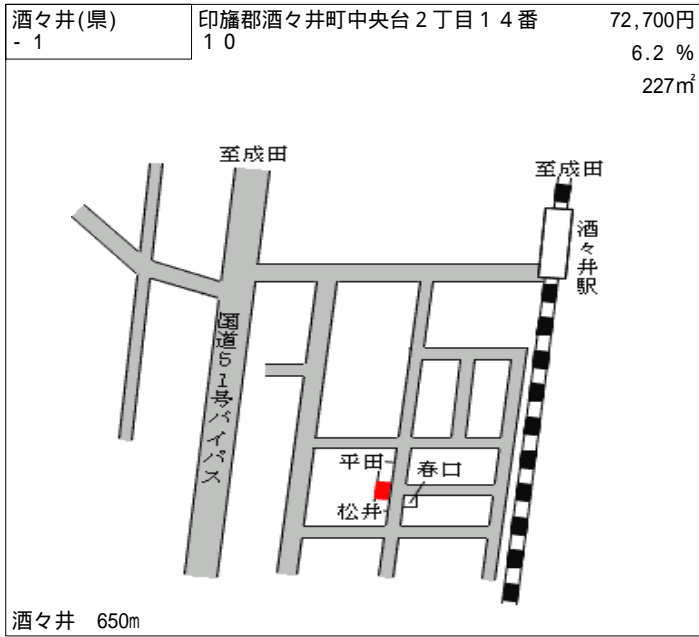 酒々井(県)
- 1
印旛郡酒々井町中央台２丁目１４番
１０
72,700円
6.2 %
227㎡
至成田
至成田
酒々井駅
国道５１号バイパス
平田
春口
松井
酒々井 650m